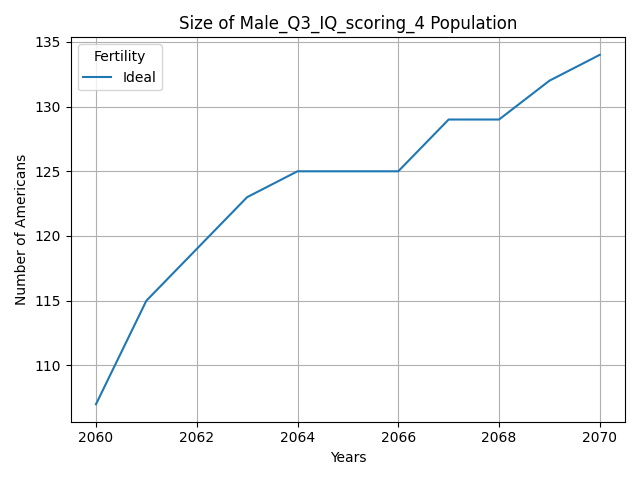 Size of Male_Q3_IQ_scoring_4 Population
Fertility
Ideal
Number of Americans
135
130
125
120
115
110
2060
2062
2064
2066
2068
2070
Years